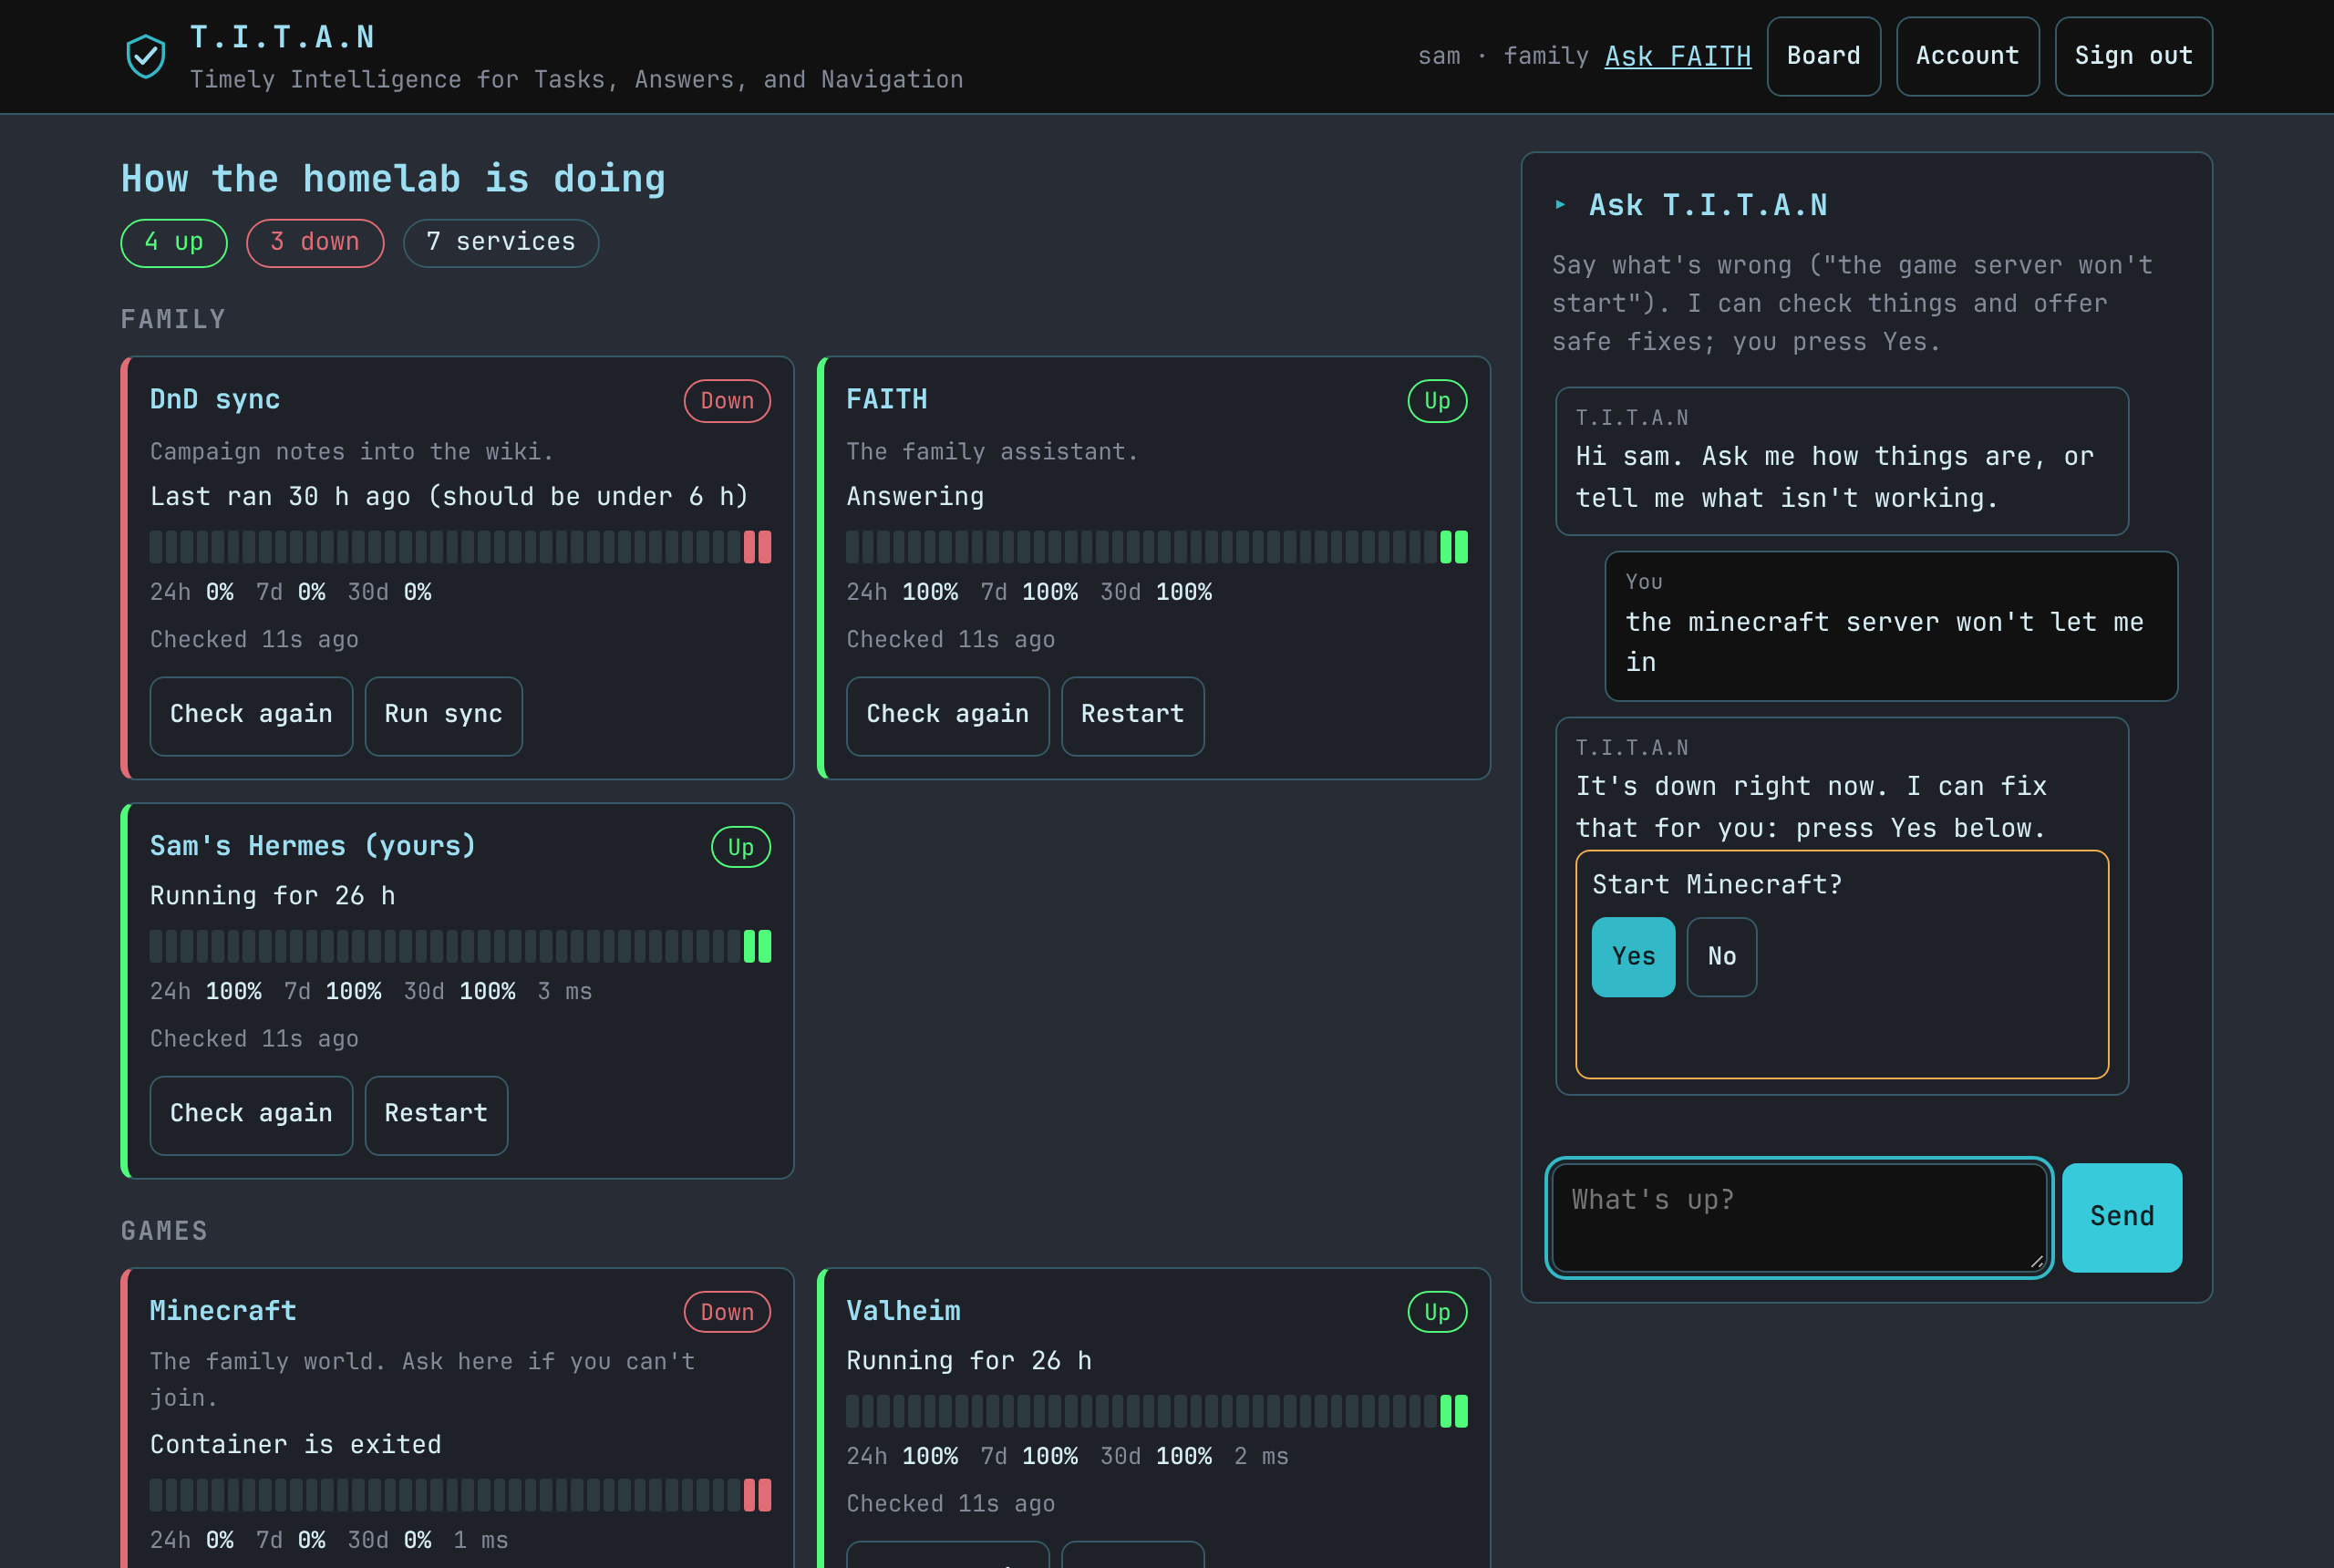 T.I.T.A.N
Timely Intelligence for Tasks, Answers, and Navigation
sam · family Ask FAITH Board Account Sign out
How the homelab is doing
4 up 3 down 7 services
FAMILY
DnD sync Down
Campaign notes into the wiki.
Last ran 30 h ago (should be under 6 h)
24h 0% 7d 0% 30d 0%
Checked 11s ago
Check again Run sync
FAITH Up
The family assistant.
Answering
24h 100% 7d 100% 30d 100%
Checked 11s ago
Check again Restart
Sam's Hermes (yours) Up
Running for 26 h
24h 100% 7d 100% 30d 100% 3 ms
Checked 11s ago
Check again Restart
GAMES
Minecraft Down
The family world. Ask here if you can't
join.
Container is exited
24h 0% 7d 0% 30d 0% 1 ms
Valheim Up
Running for 26 h
24h 100% 7d 100% 30d 100% 2 ms
Checked 11s ago
Ask T.I.T.A.N
Say what's wrong ("the game server won't
start"). I can check things and offer
safe fixes; you press Yes.
T.I.T.A.N
Hi sam. Ask me how things are, or
tell me what isn't working.
You
the minecraft server won't let me
in
T.I.T.A.N
It's down right now. I can fix
that for you: press Yes below.
Start Minecraft?
Yes No
What's up?
Send